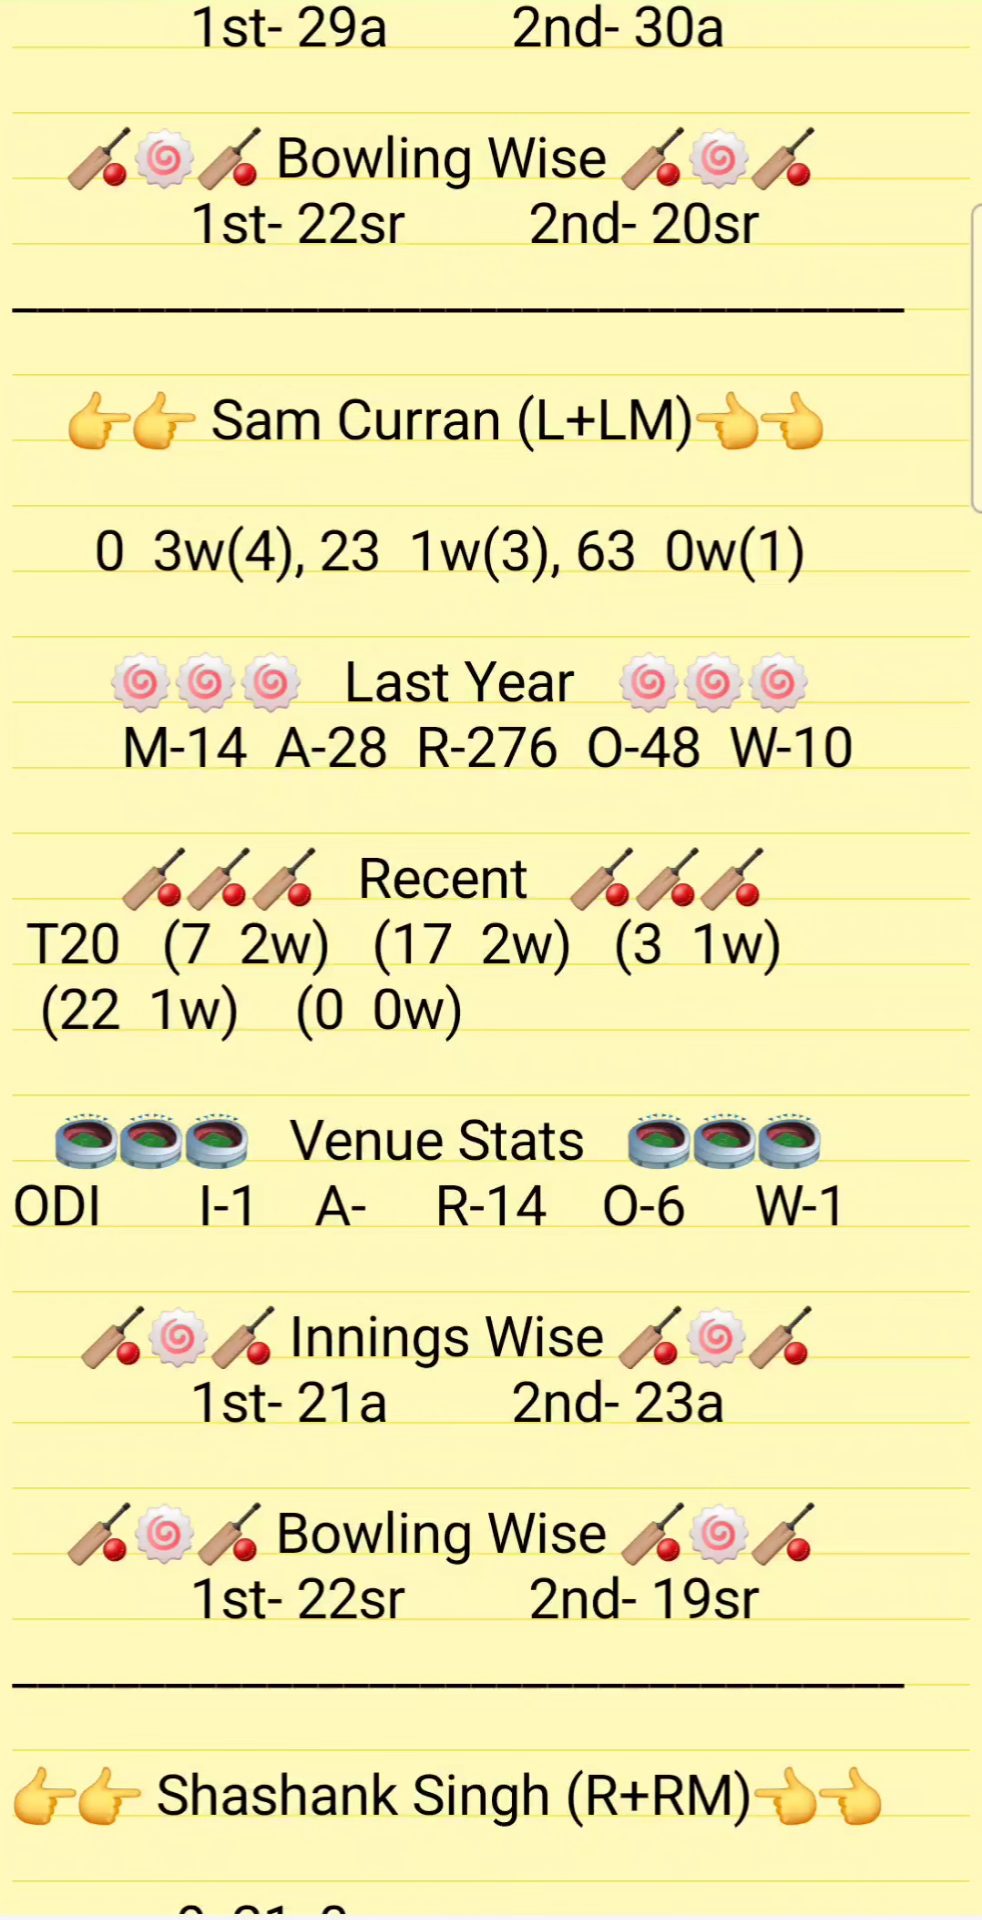 1st- 29a 2nd- 30a
🏏🍥🏏 Bowling Wise 🏏🍥🏏
1st- 22sr 2nd- 20sr
👉👉 Sam Curran (L+LM)👈👈
0 3w(4), 23 1w(3), 63 0w(1)
🍥🍥🍥 Last Year 🍥🍥🍥
M-14 A-28 R-276 O-48 W-10
🏏🏏🏏 Recent 🏏🏏🏏
T20 (7 2w) (17 2w) (3 1w)
(22 1w) (0 0w)
🏟️🏟️🏟️ Venue Stats 🏟️🏟️🏟️
ODI I-1 A- R-14 O-6 W-1
🏏🍥🏏 Innings Wise 🏏🍥🏏
1st- 21a 2nd- 23a
🏏🍥🏏 Bowling Wise 🏏🍥🏏
1st- 22sr 2nd- 19sr
👉👉 Shashank Singh (R+RM)👈👈